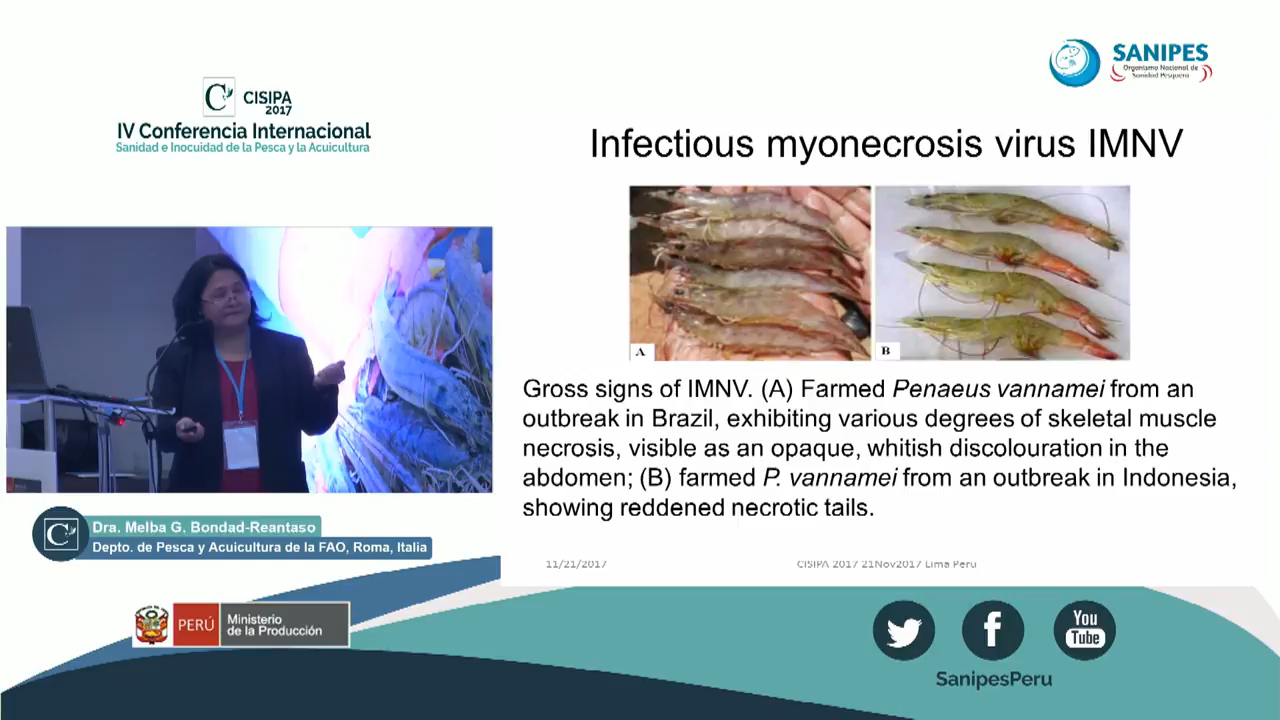 CISIPA
2017
IV Conferencia Internacional
Sanidad e Inocuidad de la Pesca y la Acuicultura
SANIPES
Organismo Nacional de
Sanidad Pesquera
Infectious myonecrosis virus IMNV
A
B
Gross signs of IMNV. (A) Farmed Penaeus vannamei from an
outbreak in Brazil, exhibiting various degrees of skeletal muscle
necrosis, visible as an opaque, whitish discolouration in the
abdomen; (B) farmed P. vannamei from an outbreak in Indonesia,
showing reddened necrotic tails.
11/21/2017
CISIPA 2017 21Nov2017 Lima Peru
Dra. Melba G. Bondad-Reantaso
Depto. de Pesca y Acuicultura de la FAO, Roma, Italia
PERÚ
Ministerio
de la Producción
You
Tube
SanipesPeru